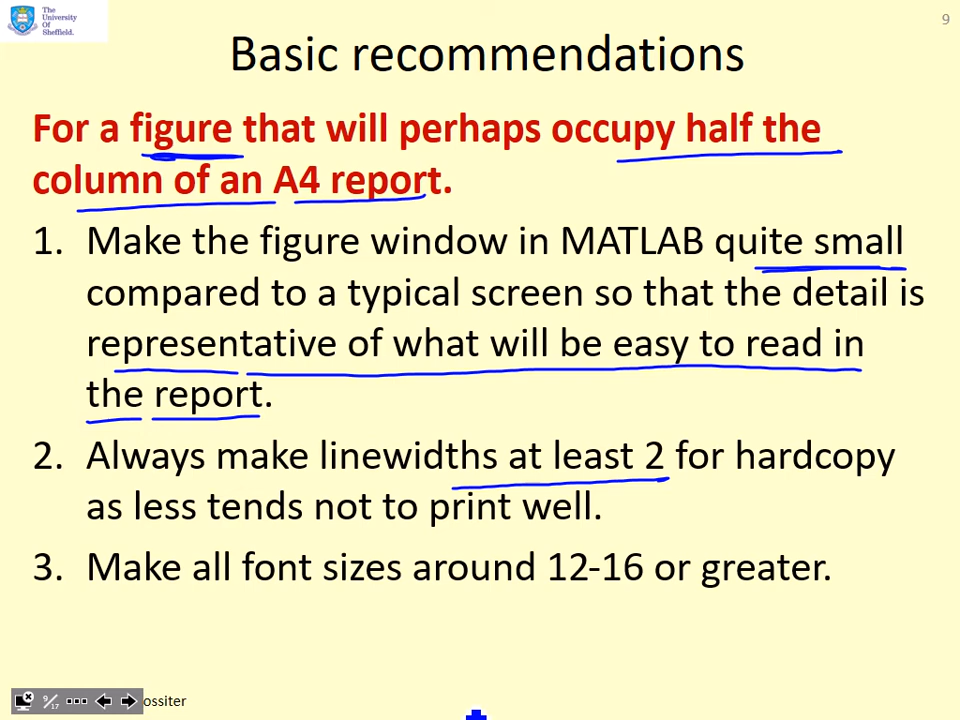 The
University
Of
Sheffield.
9
Basic recommendations
For a figure that will perhaps occupy half the
column of an A4 report.
1. Make the figure window in MATLAB quite small
compared to a typical screen so that the detail is
representative of what will be easy to read in
the report.
2. Always make linewidths at least 2 for hardcopy
as less tends not to print well.
3. Make all font sizes around 12-16 or greater.
9/17
ossiter